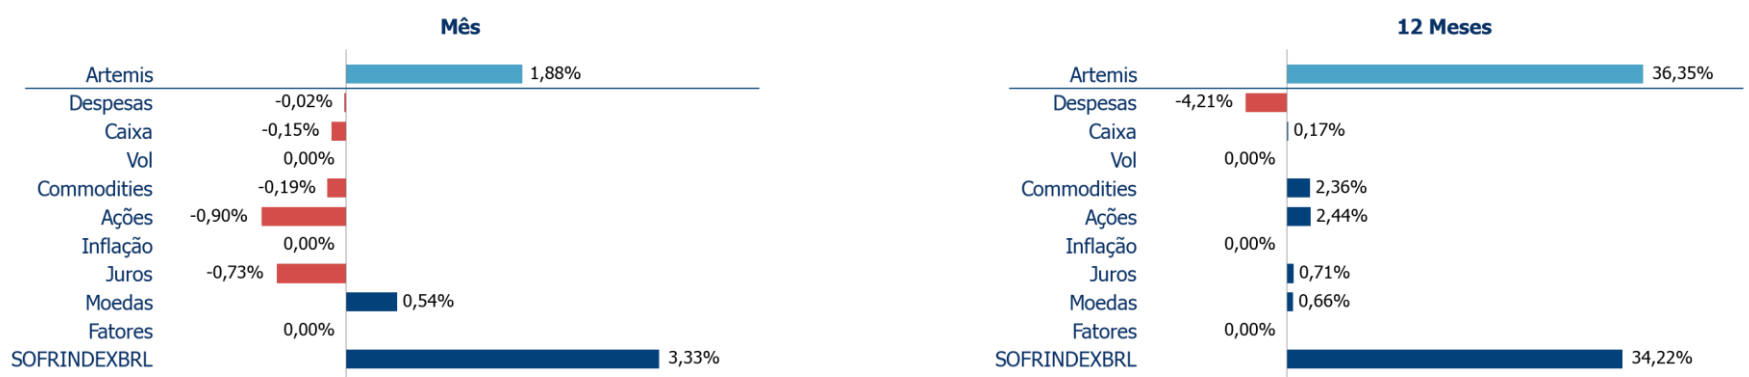 Mês
Artemis 1,88%
Despesas -0,02%
Caixa -0,15%
Vol 0,00%
Commodities -0,19%
Ações -0,90%
Inflação 0,00%
Juros -0,73%
Moedas 0,54%
Fatores 0,00%
SOFRINDEXBRL 3,33%
12 Meses
Artemis 36,35%
Despesas -4,21%
Caixa 0,17%
Vol 0,00%
Commodities 2,36%
Ações 2,44%
Inflação 0,00%
Juros 0,71%
Moedas 0,66%
Fatores 0,00%
SOFRINDEXBRL 34,22%